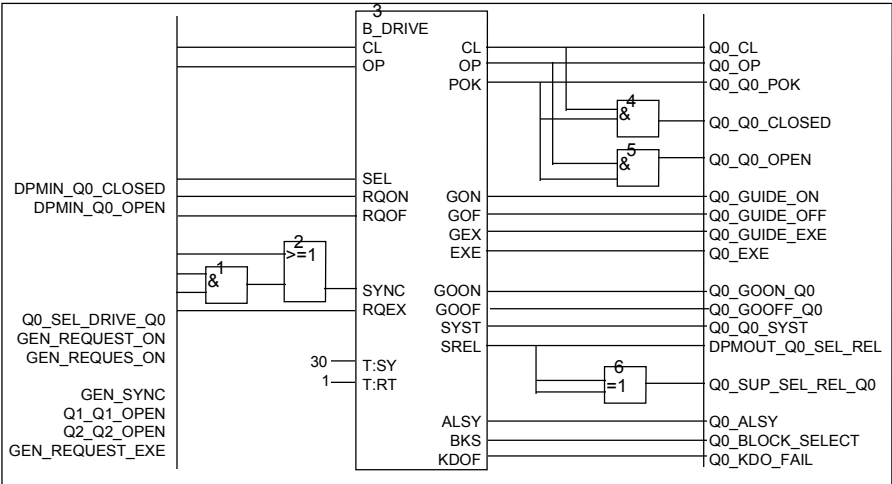 3
B_DRIVE
CL CL Q0_CL
OP OP Q0_OP
POK Q0_Q0_POK
4
& Q0_Q0_CLOSED
5
& Q0_Q0_OPEN
DPMIN_Q0_CLOSED SEL
DPMIN_Q0_OPEN RQON GON Q0_GUIDE_ON
RQOF GOF Q0_GUIDE_OFF
GEX Q0_GUIDE_EXE
EXE Q0_EXE
2
>=1
1
&
SYNC GOON Q0_GOON_Q0
RQEX GOOF Q0_GOOFF_Q0
Q0_SEL_DRIVE_Q0 SYST Q0_Q0_SYST
GEN_REQUEST_ON SREL DPMOUT_Q0_SEL_REL
GEN_REQUES_ON
30 T:SY
6
1 T:RT =1 Q0_SUP_SEL_REL_Q0
GEN_SYNC
Q1_Q1_OPEN ALSY Q0_ALSY
Q2_Q2_OPEN BKS Q0_BLOCK_SELECT
GEN_REQUEST_EXE KDOF Q0_KDO_FAIL